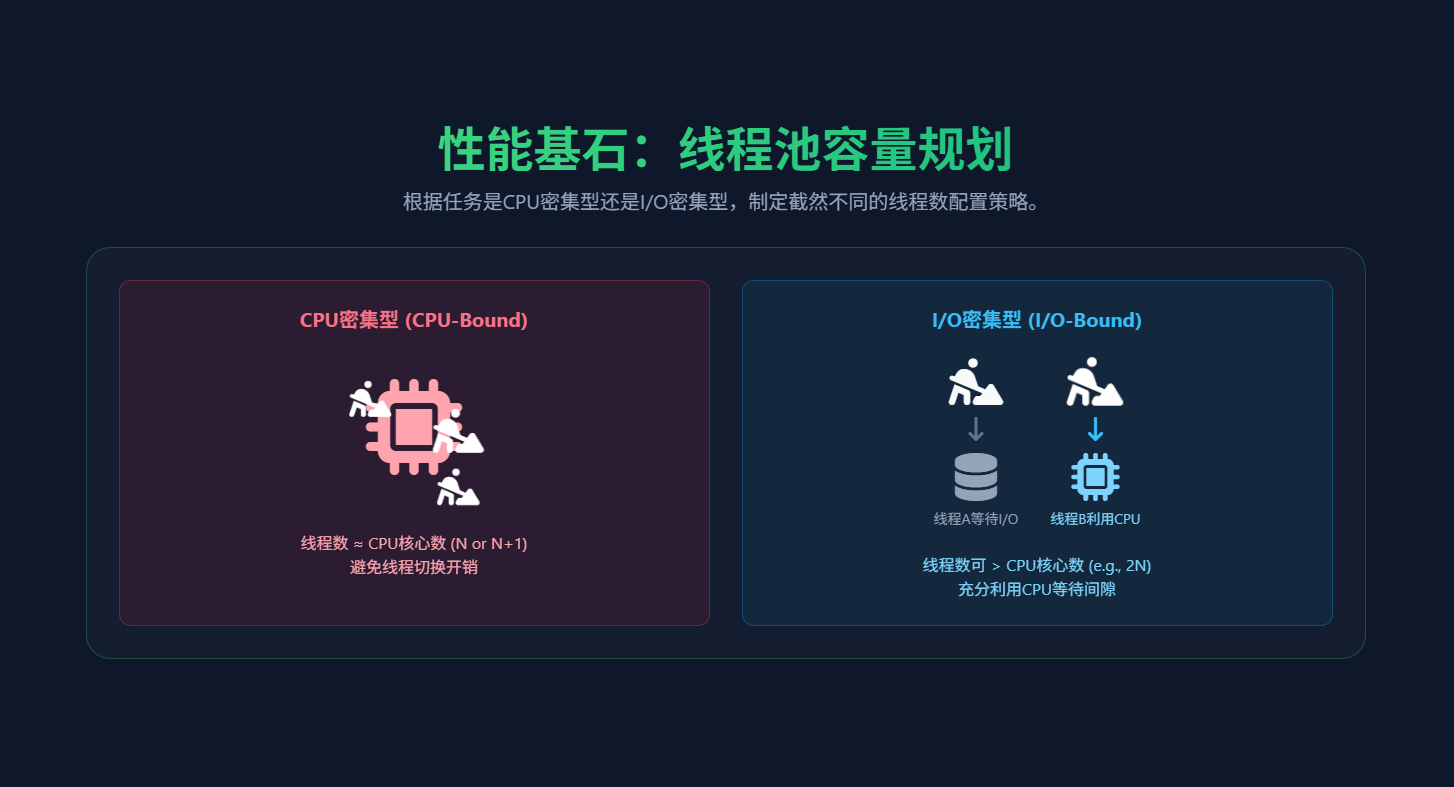 性能基石：线程池容量规划
根据任务是CPU密集型还是I/O密集型，制定截然不同的线程数配置策略。
CPU密集型 (CPU-Bound)
线程数 ≈ CPU核心数 (N or N+1)
避免线程切换开销
I/O密集型 (I/O-Bound)
线程A等待I/O
线程B利用CPU
线程数可 > CPU核心数 (e.g., 2N)
充分利用CPU等待间隙